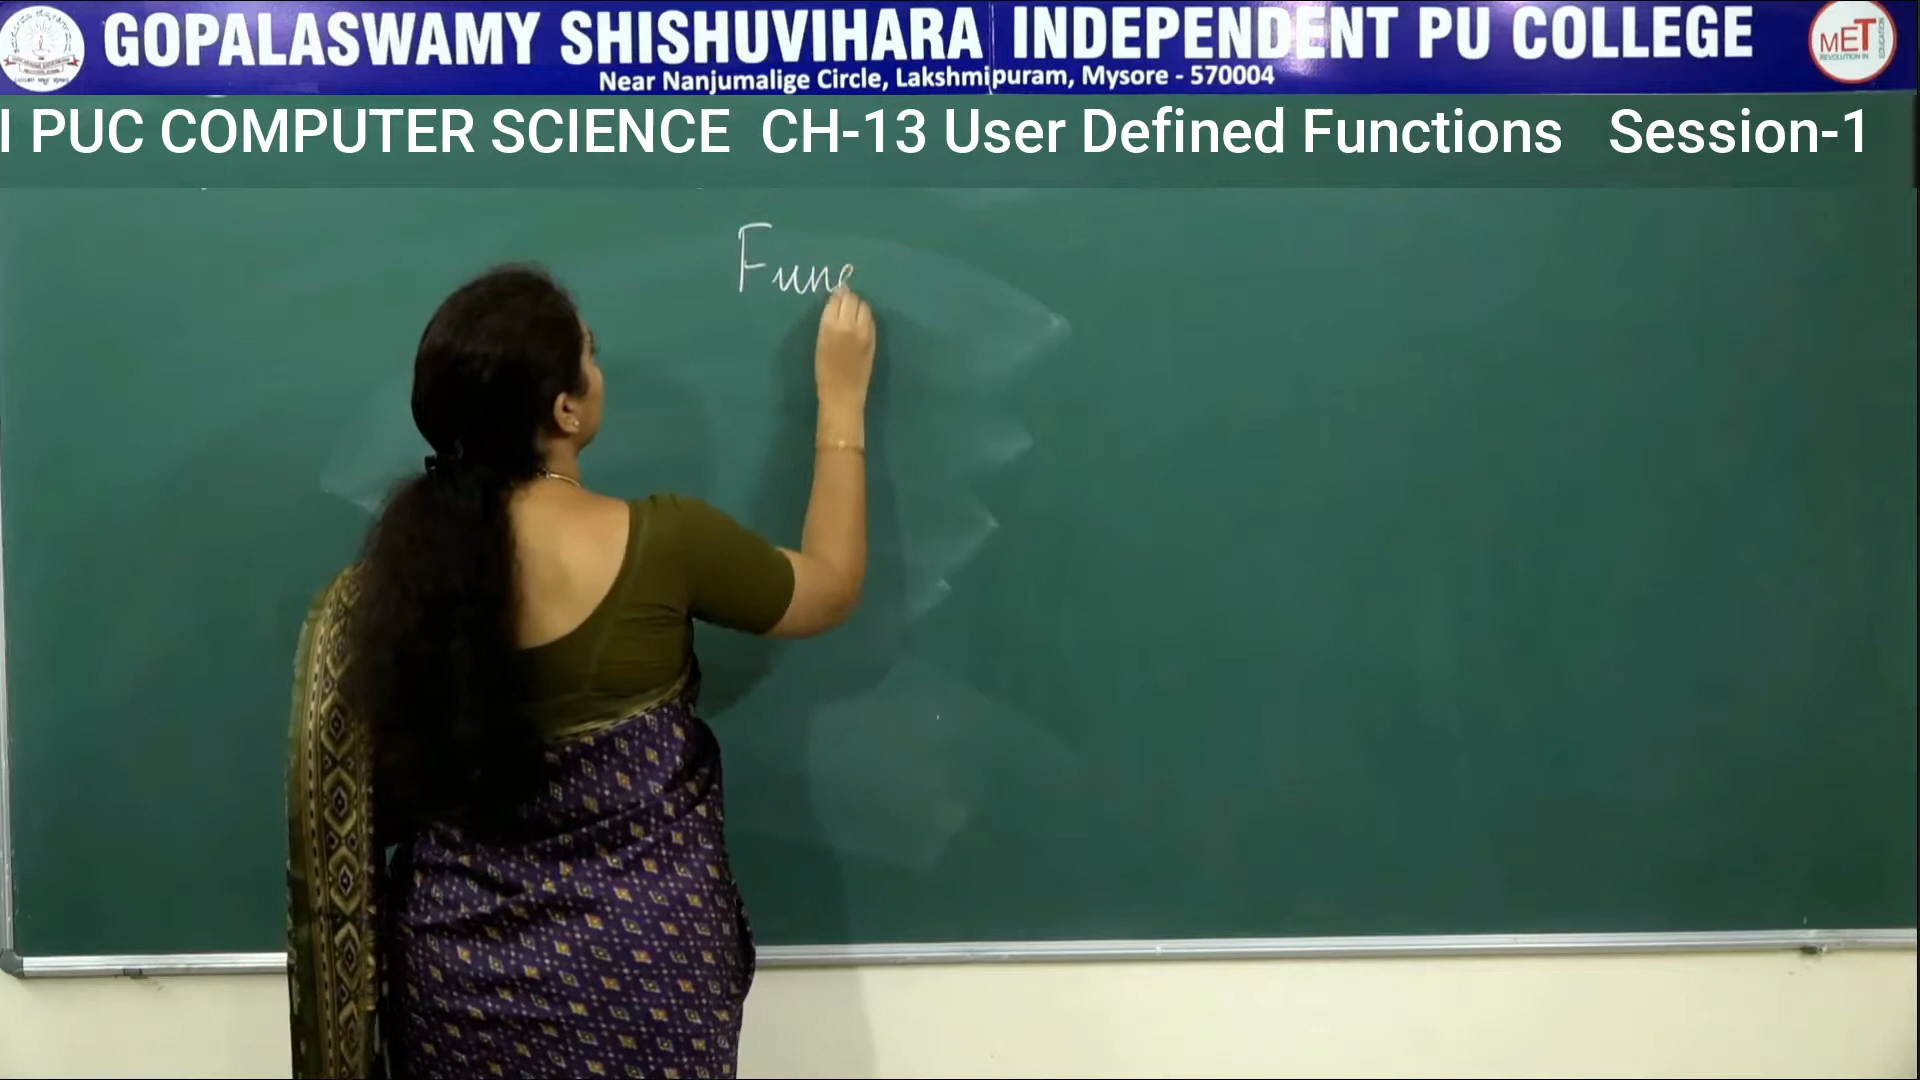 GOPALASWAMY SHISHUVIHARA INDEPENDENT PU COLLEGE
Near Nanjumalige Circle, Lakshmipuram, Mysore - 570004
MET
I PUC COMPUTER SCIENCE CH-13 User Defined Functions Session-1
Func